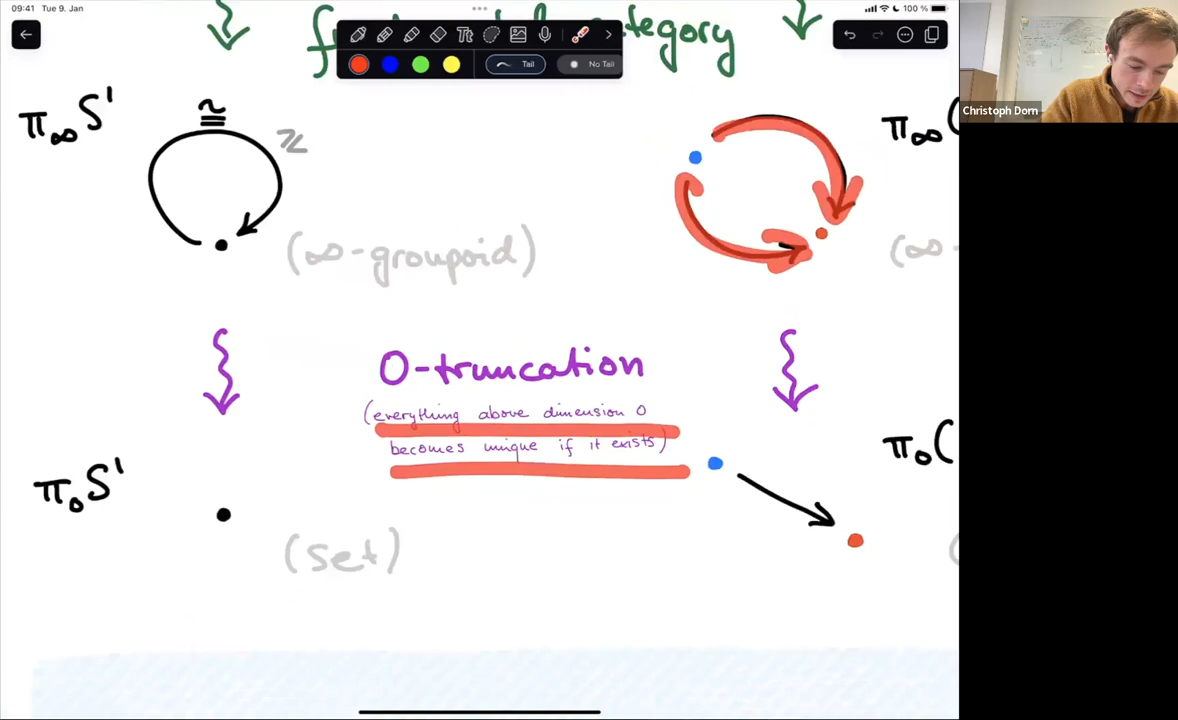 09:41 Tue 9. Jan
100 %
category
Tail
No Tail
Christoph Dorn
π∞S¹
≅
ℤ
(∞-groupoid)
π∞(
(∞-
0-truncation
(everything above dimension 0
becomes unique if it exists)
π₀S¹
π₀(
(set)
(